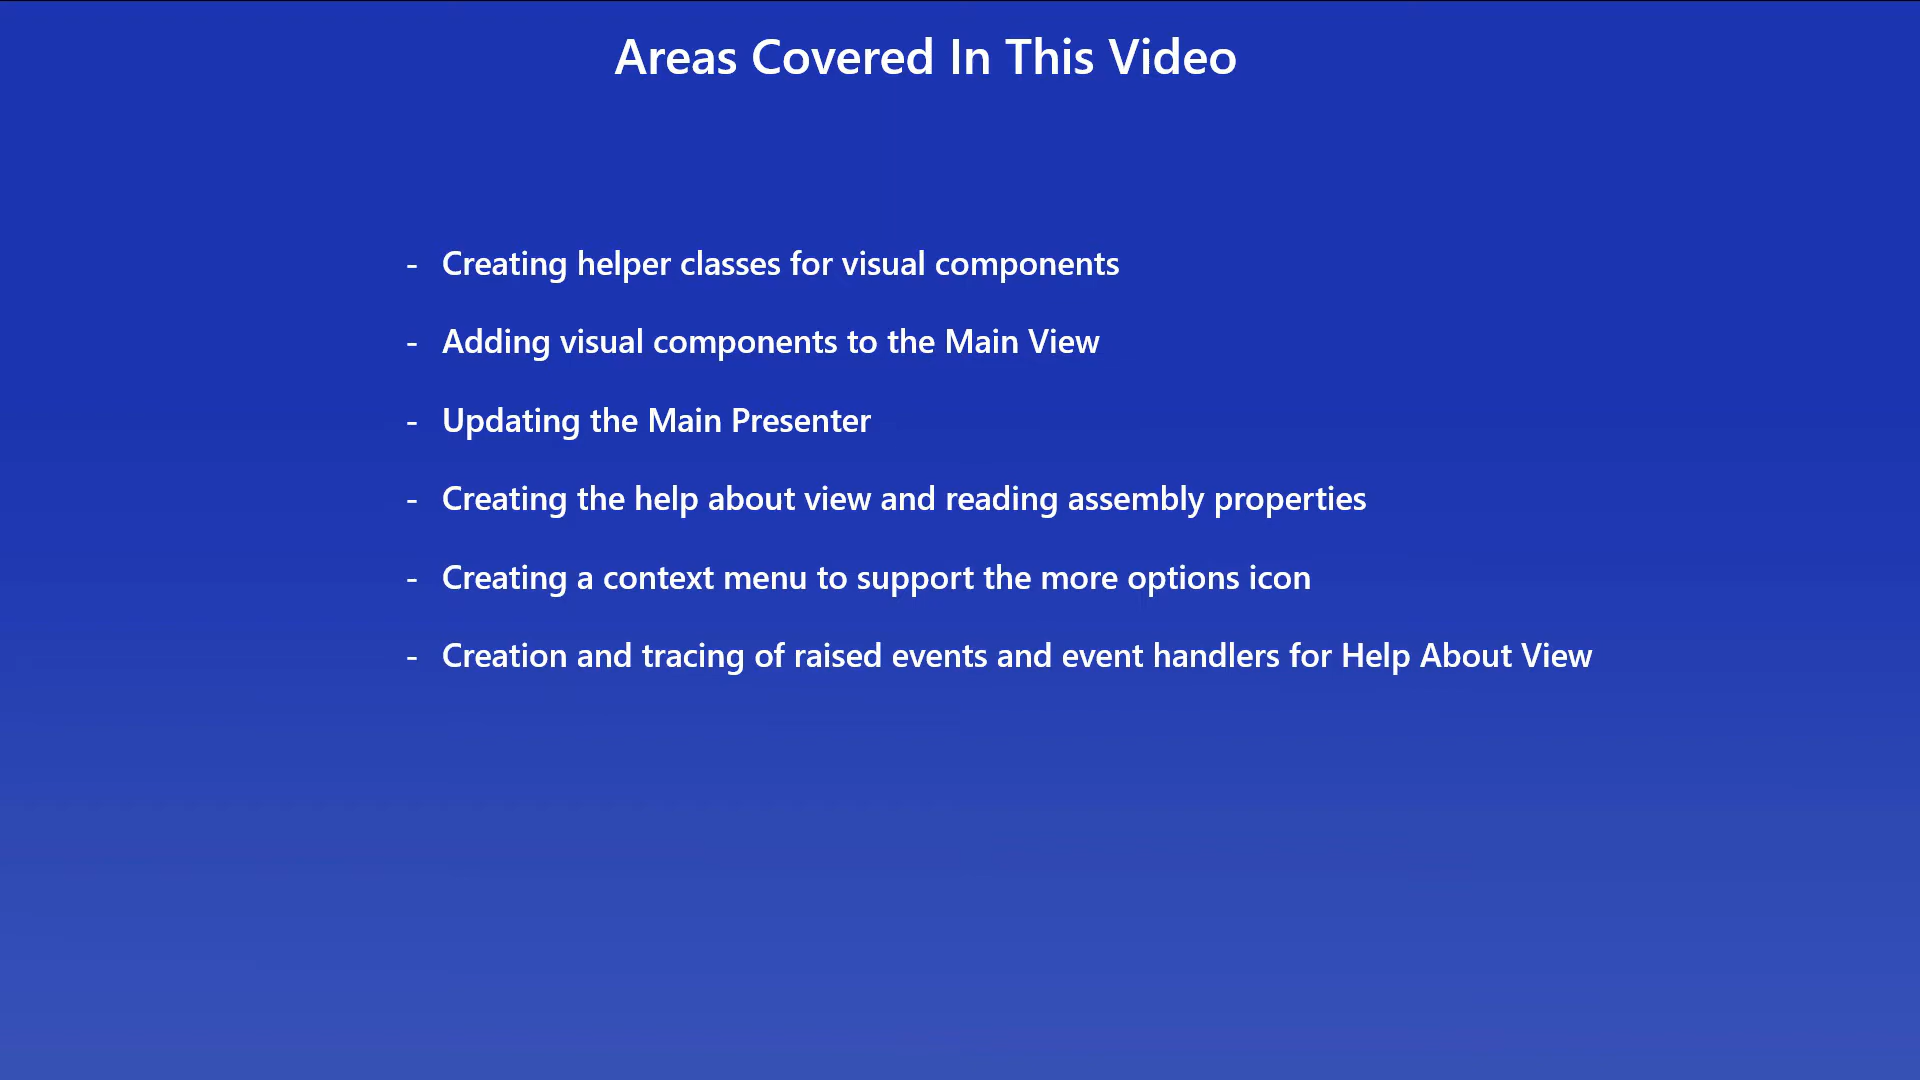 Areas Covered In This Video
- Creating helper classes for visual components
- Adding visual components to the Main View
- Updating the Main Presenter
- Creating the help about view and reading assembly properties
- Creating a context menu to support the more options icon
- Creation and tracing of raised events and event handlers for Help About View